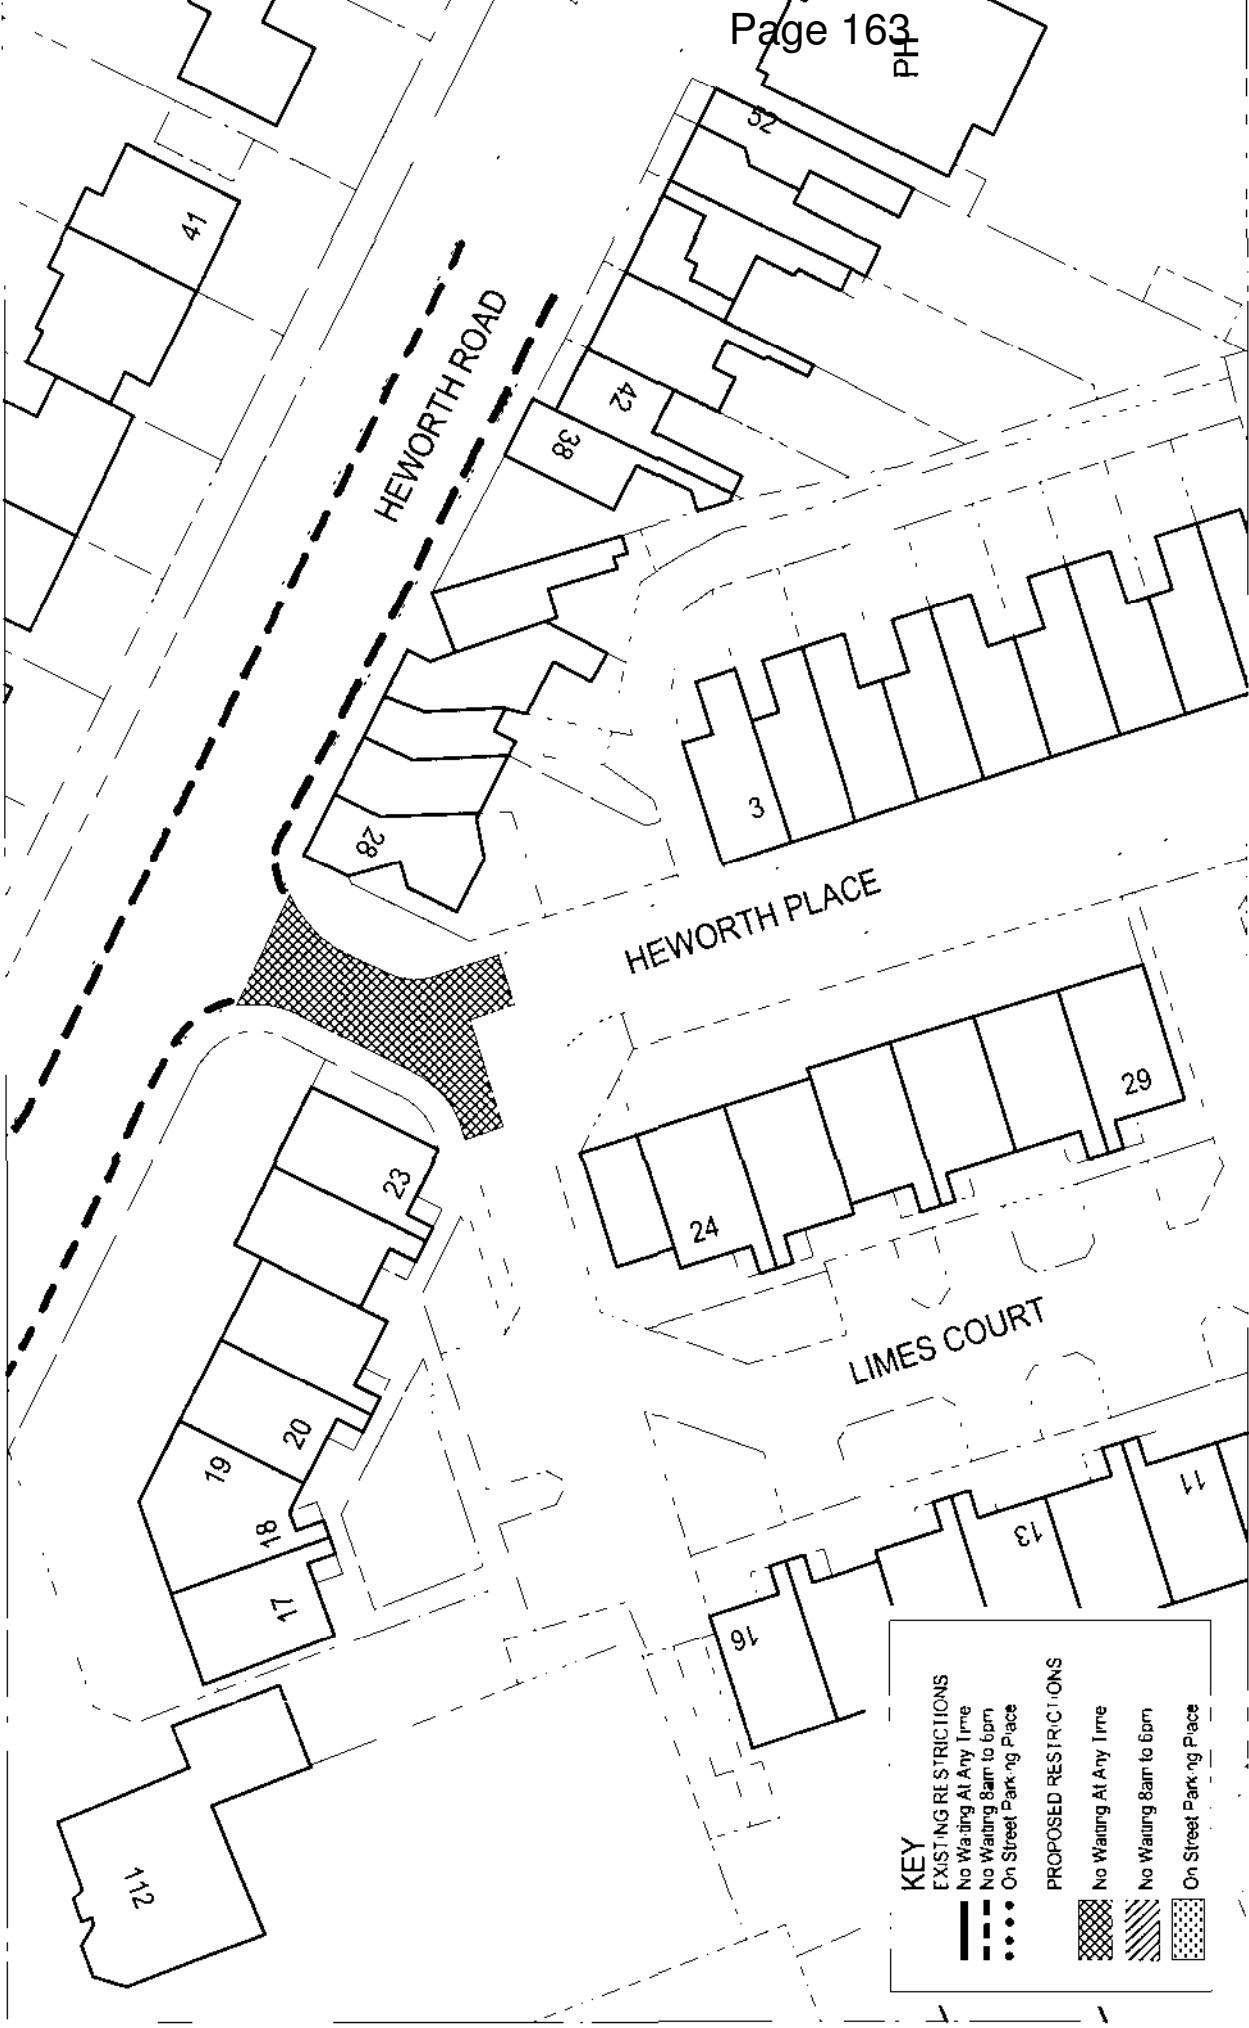 Page 163
PH
52
41
HEWORTH ROAD
42
38
3
28
HEWORTH PLACE
29
23
24
LIMES COURT
20
19
18
17
11
13
16
112
KEY
EXISTING RESTRICTIONS
No Waiting At Any Time
No Waiting 8am to 6pm
On Street Parking Place
PROPOSED RESTRICTIONS
No Waiting At Any Time
No Waiting 8am to 6pm
On Street Parking Place